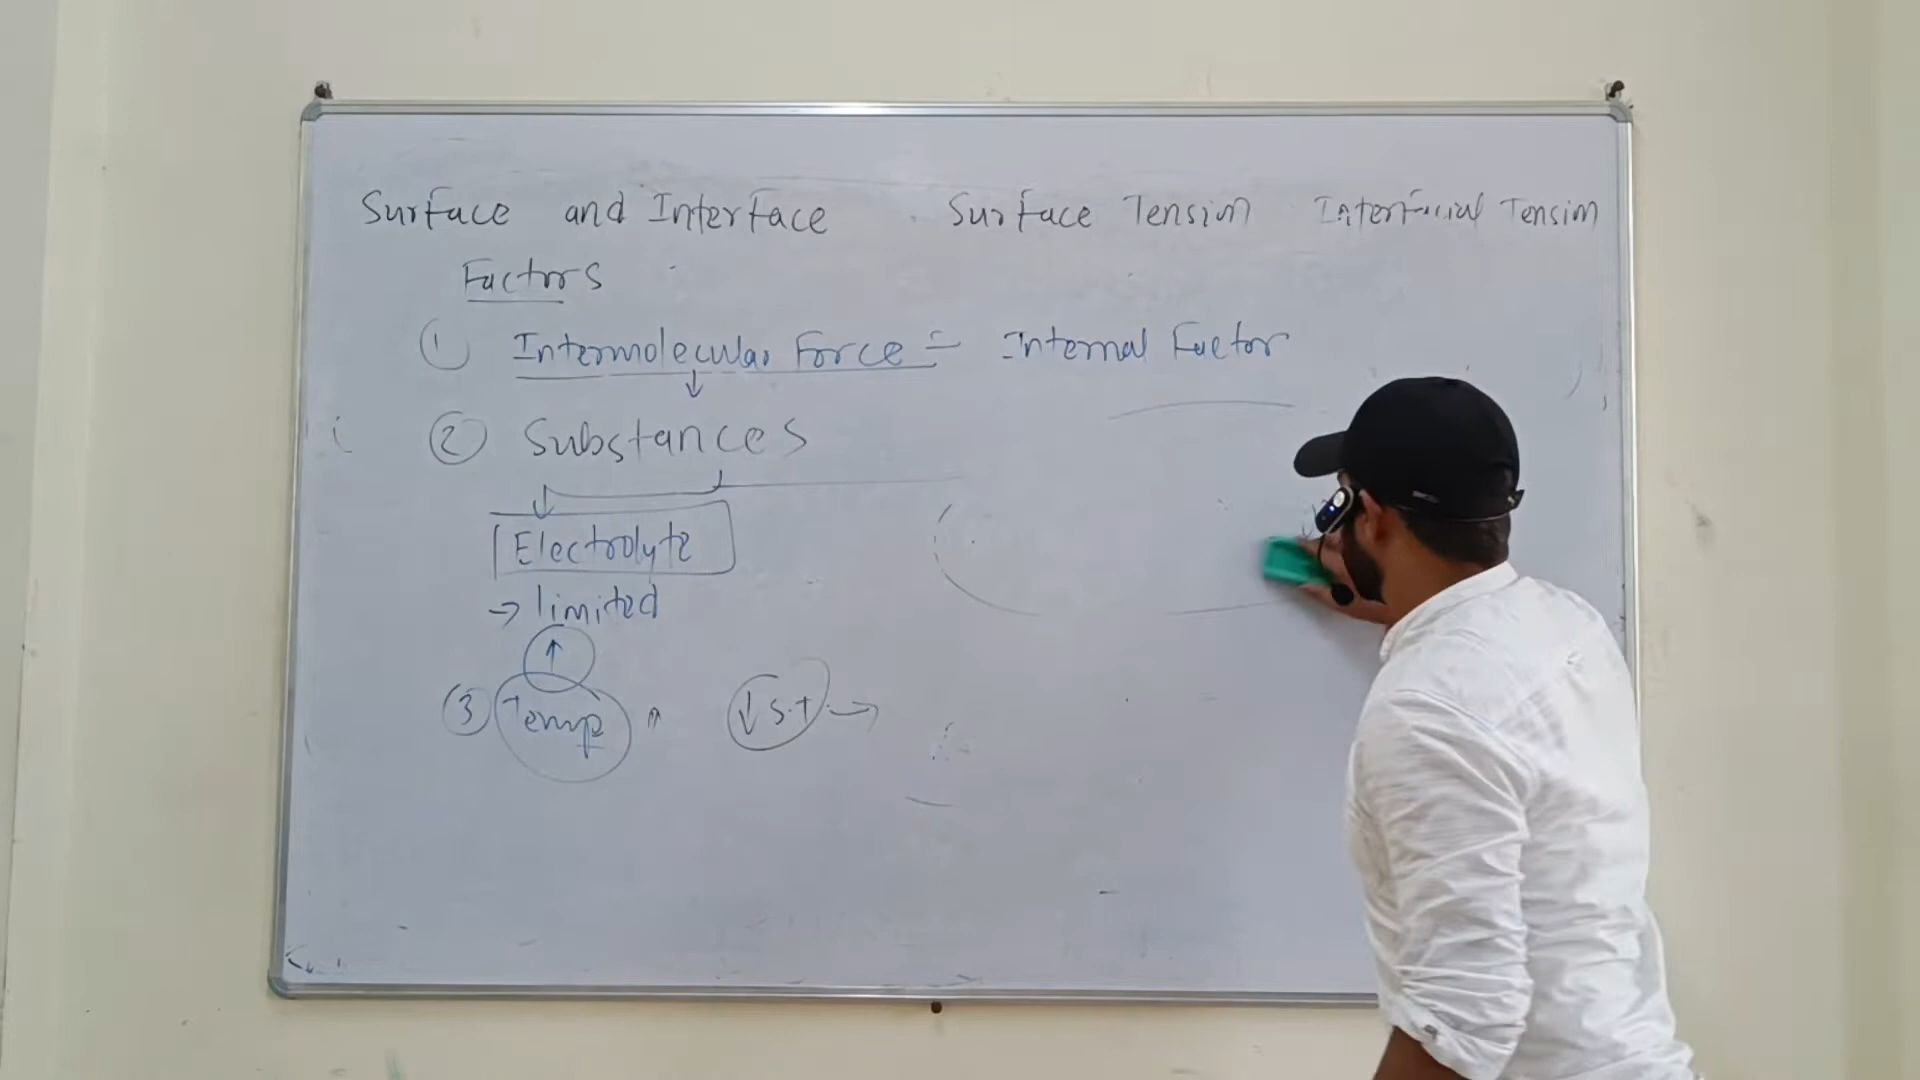 Surface and Interface Surface Tension Interfacial Tension
Factors
① Intermolecular Force = Internal Factor
↓
② Substances
Electrolyte
→ limited
↑
③ Temp ↑ ↓ S.T →